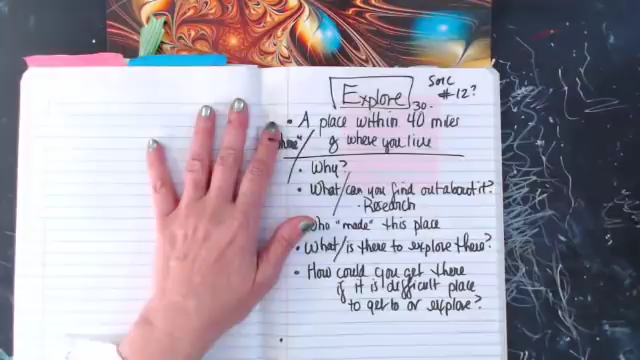 Explore
SOTC
#12?
30.
• A place within 40 miles
of where you live
• Why?
• What can you find out about it?
• Research
Who "made" this place
• What is there to explore there?
• How could you get there
if it is difficult place
to get to or explore?